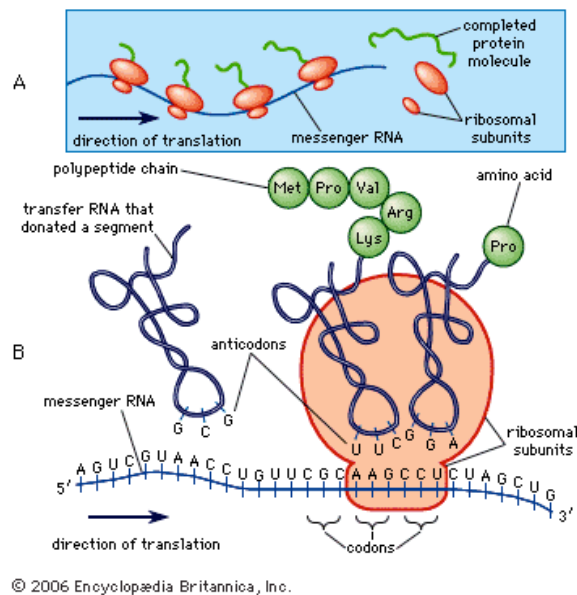 completed
protein
molecule
A
direction of translation
messenger RNA
ribosomal
subunits
polypeptide chain
amino acid
Met Pro Val
Arg
Lys
Pro
transfer RNA that
donated a segment
B
anticodons
messenger RNA
G C G
U U C G G A
ribosomal
subunits
5′ A G U C G U A A C C U G U U C G C A A G C C U C U A G C U G 3′
direction of translation
codons
© 2006 Encyclopædia Britannica, Inc.